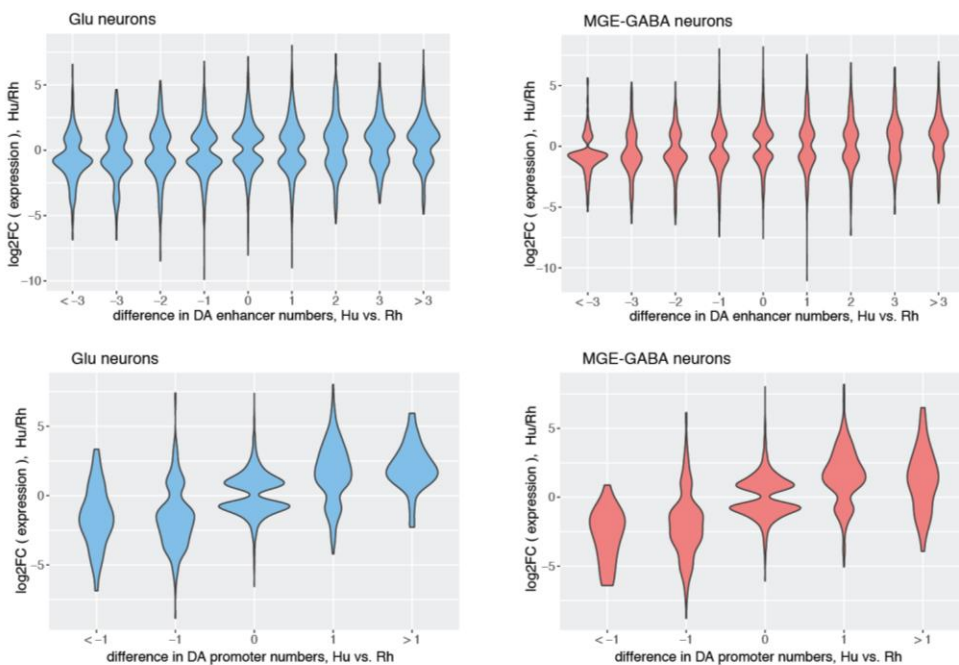 Glu neurons
log2FC ( expression ), Hu/Rh
5
0
−5
−10
< −3 −3 −2 −1 0 1 2 3 > 3
difference in DA enhancer numbers, Hu vs. Rh
MGE-GABA neurons
log2FC ( expression ), Hu/Rh
5
0
−5
−10
< −3 −3 −2 −1 0 1 2 3 > 3
difference in DA enhancer numbers, Hu vs. Rh
Glu neurons
log2FC ( expression ), Hu/Rh
5
0
−5
< −1 −1 0 1 > 1
difference in DA promoter numbers, Hu vs. Rh
MGE-GABA neurons
log2FC ( expression ), Hu/Rh
5
0
−5
< −1 −1 0 1 > 1
difference in DA promoter numbers, Hu vs. Rh